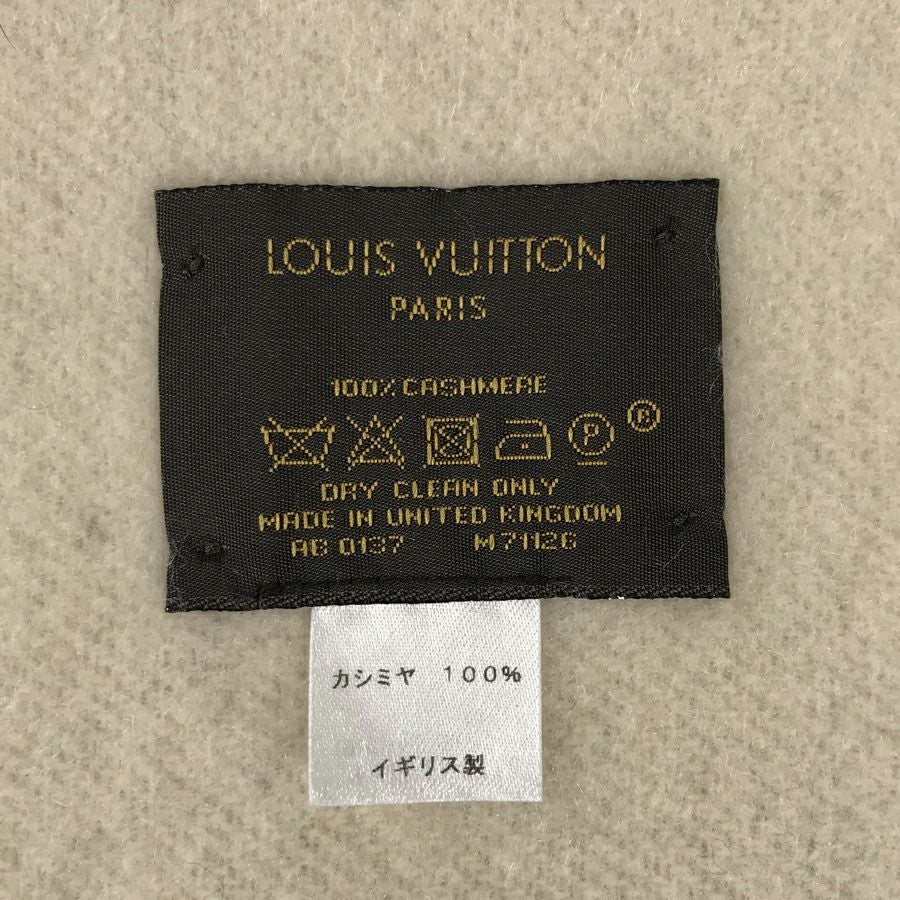 LOUIS VUITTON
PARIS
100% CASHMERE
P ®
DRY CLEAN ONLY
MADE IN UNITED KINGDOM
AB 0137 M71126
カシミヤ 100%
イギリス製